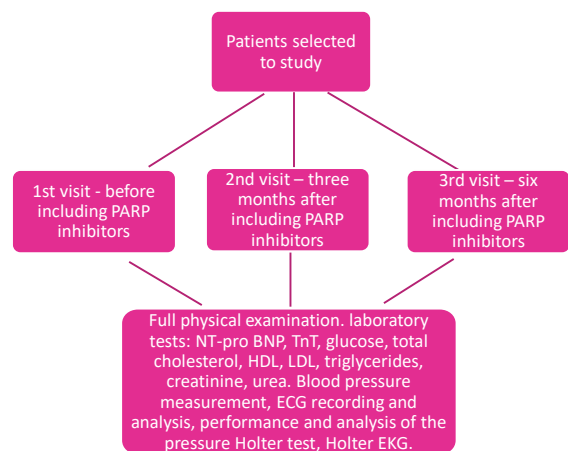 Patients selected
to study
1st visit - before
including PARP
inhibitors
2nd visit – three
months after
including PARP
inhibitors
3rd visit – six
months after
including PARP
inhibitors
Full physical examination. laboratory
tests: NT-pro BNP, TnT, glucose, total
cholesterol, HDL, LDL, triglycerides,
creatinine, urea. Blood pressure
measurement, ECG recording and
analysis, performance and analysis of the
pressure Holter test, Holter EKG.